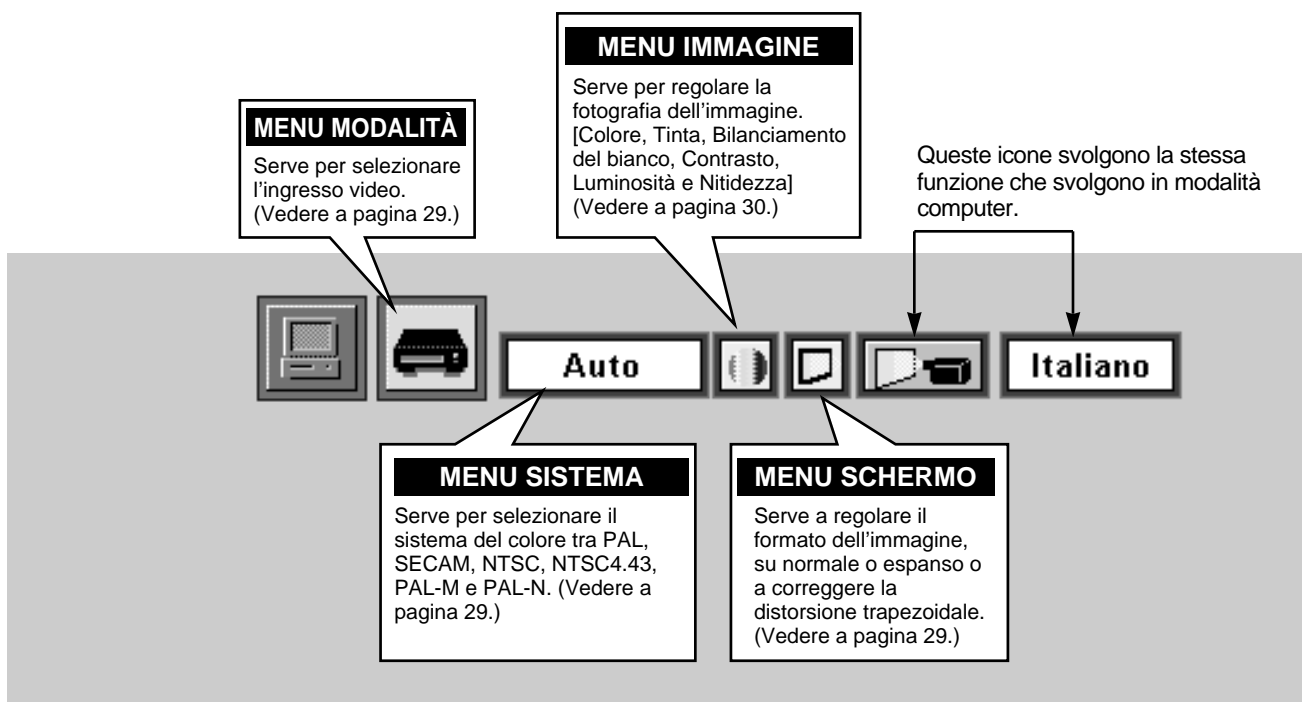 MENU IMMAGINE
Serve per regolare la
fotografia dell'immagine.
[Colore, Tinta, Bilanciamento
del bianco, Contrasto,
Luminosità e Nitidezza]
(Vedere a pagina 30.)
MENU MODALITÀ
Serve per selezionare
l'ingresso video.
(Vedere a pagina 29.)
Queste icone svolgono la stessa
funzione che svolgono in modalità
computer.
Auto
Italiano
MENU SISTEMA
Serve per selezionare il
sistema del colore tra PAL,
SECAM, NTSC, NTSC4.43,
PAL-M e PAL-N. (Vedere a
pagina 29.)
MENU SCHERMO
Serve a regolare il
formato dell'immagine,
su normale o espanso o
a correggere la
distorsione trapezoidale.
(Vedere a pagina 29.)